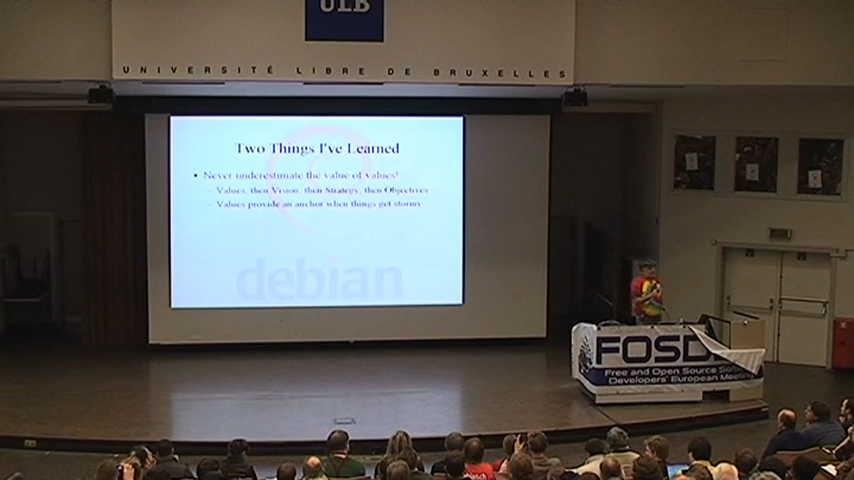 ULB
UNIVERSITÉ LIBRE DE BRUXELLES
Two Things I've Learned
• Never underestimate the value of values!
– Values, then Vision, then Strategy, then Objectives
– Values provide an anchor when things get stormy
debian
FOSD
Free and Open Source Soft
Developers' European Meeting